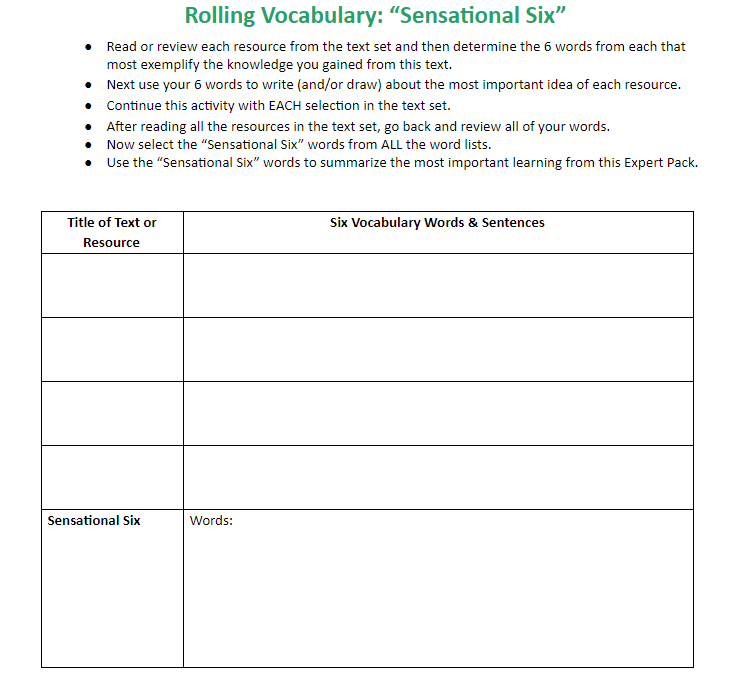 Rolling Vocabulary: “Sensational Six”
● Read or review each resource from the text set and then determine the 6 words from each that
most exemplify the knowledge you gained from this text.
● Next use your 6 words to write (and/or draw) about the most important idea of each resource.
● Continue this activity with EACH selection in the text set.
● After reading all the resources in the text set, go back and review all of your words.
● Now select the “Sensational Six” words from ALL the word lists.
● Use the “Sensational Six” words to summarize the most important learning from this Expert Pack.
Title of Text or
Resource
Six Vocabulary Words & Sentences
Sensational Six
Words: